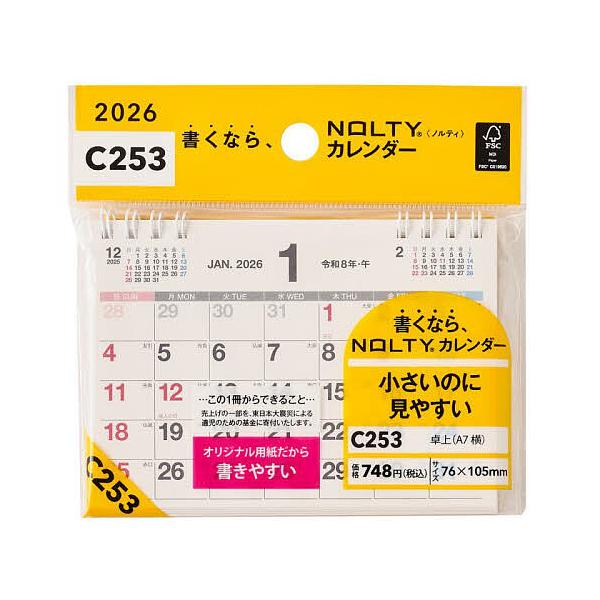 2026
C253
書くなら、
NOLTY®〈ノルティ〉
カレンダー
FSC
MIX
Paper
12
2025
JAN. 2026
1
令和8年・午
2
日 SUN
月 MON
火 TUE
水 WED
木 THU
28 29 30 31 1
4 5 6 7 8
11 12
18 19
26
書くなら、
NOLTY®カレンダー
小さいのに
見やすい
C253 卓上(A7横)
価格 748円(税込) サイズ 76×105mm
…この1冊からできること…
売上げの一部を、東日本大震災による
遺児のための基金に寄付いたします。
オリジナル用紙だから
書きやすい
C253